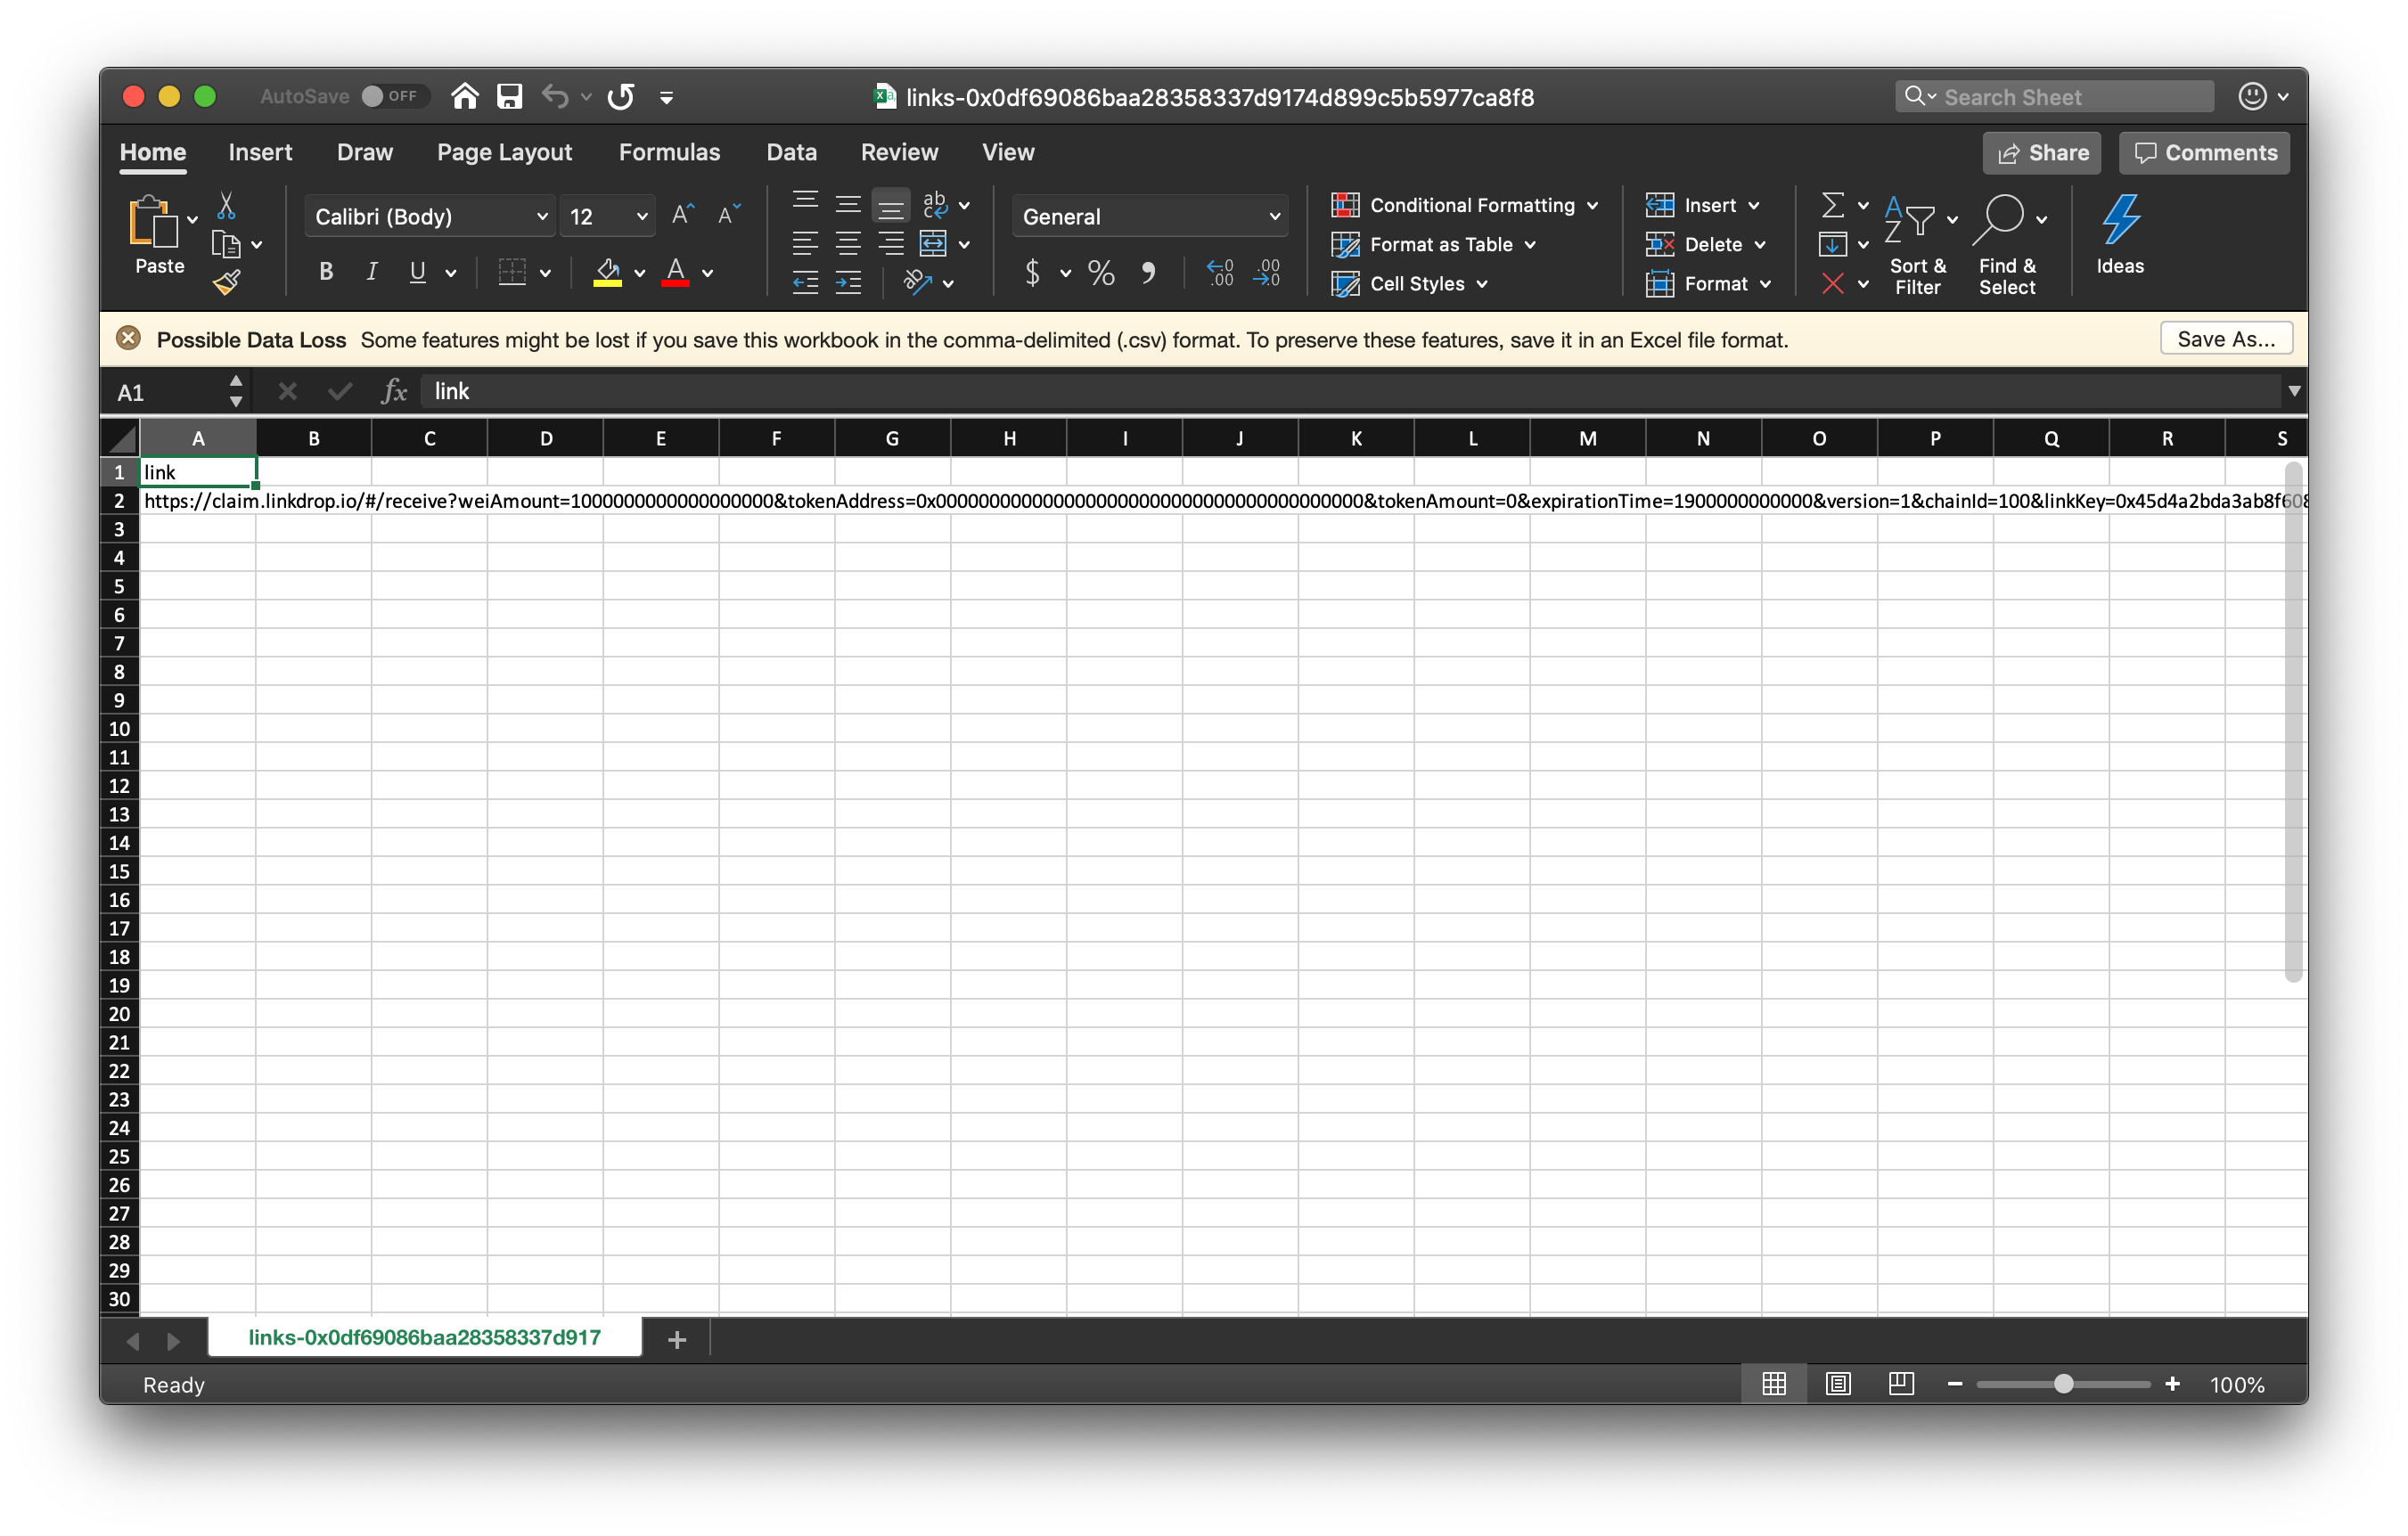 AutoSave OFF links-0x0df69086baa28358337d9174d899c5b5977ca8f8 Search Sheet
Home Insert Draw Page Layout Formulas Data Review View Share Comments
Paste
Calibri (Body) 12
B I U
A A
ab c
General
$ % 9
Conditional Formatting
Format as Table
Cell Styles
Insert
Delete
Format
Sort & Filter
Find & Select
Ideas
Possible Data Loss Some features might be lost if you save this workbook in the comma-delimited (.csv) format. To preserve these features, save it in an Excel file format. Save As...
A1 fx link
A B C D E F G H I J K L M N O P Q R S
1 link
2 https://claim.linkdrop.io/#/receive?weiAmount=1000000000000000000&tokenAddress=0x0000000000000000000000000000000000000000&tokenAmount=0&expirationTime=1900000000000&version=1&chainId=100&linkKey=0x45d4a2bda3ab8f60&
3
4
5
6
7
8
9
10
11
12
13
14
15
16
17
18
19
20
21
22
23
24
25
26
27
28
29
30
links-0x0df69086baa28358337d917 +
Ready 100%